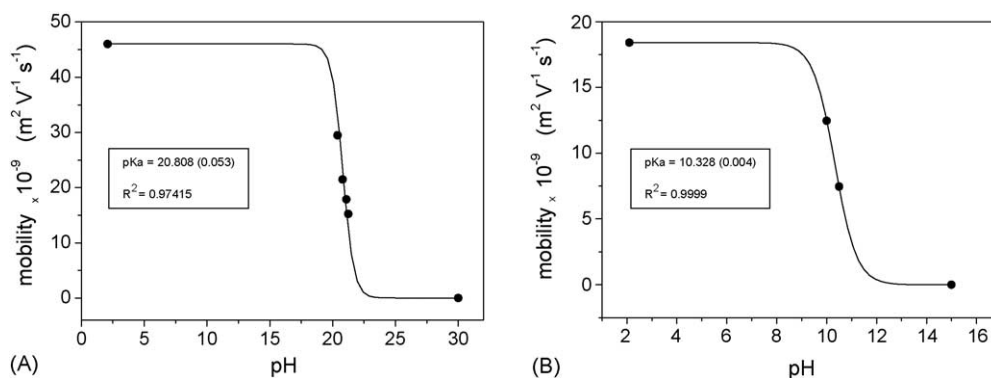 50
40
30
20
10
0
mobility x 10⁻⁹ (m² V⁻¹ s⁻¹)
pKa = 20.808 (0.053)
R² = 0.97415
0 5 10 15 20 25 30
pH
(A)
20
15
10
5
0
mobility x 10⁻⁹ (m² V⁻¹ s⁻¹)
pKa = 10.328 (0.004)
R² = 0.9999
2 4 6 8 10 12 14 16
pH
(B)